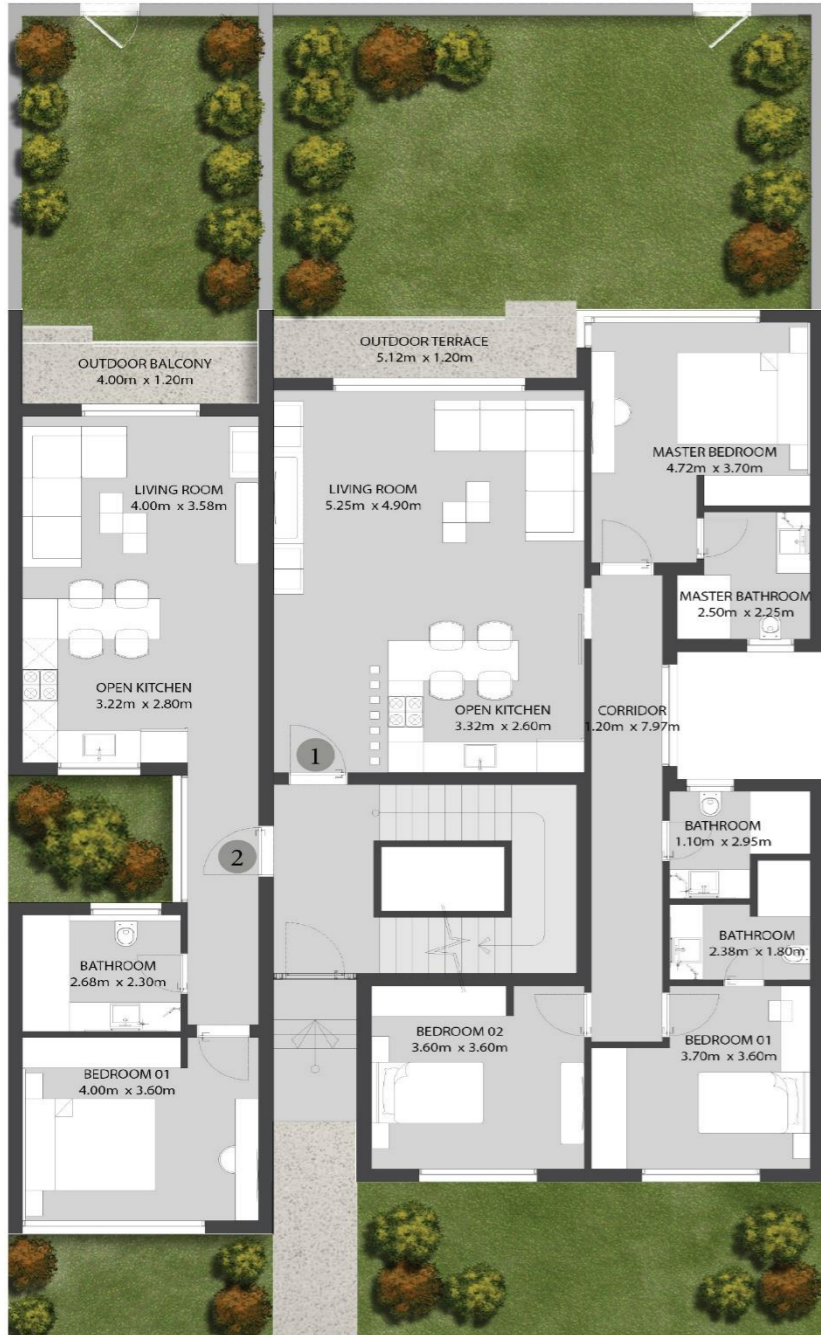 OUTDOOR BALCONY
4.00m x 1.20m
OUTDOOR TERRACE
5.12m x 1.20m
LIVING ROOM
4.00m x 3.58m
LIVING ROOM
5.25m x 4.90m
MASTER BEDROOM
4.72m x 3.70m
MASTER BATHROOM
2.50m x 2.25m
OPEN KITCHEN
3.22m x 2.80m
OPEN KITCHEN
3.32m x 2.60m
CORRIDOR
1.20m x 7.97m
1
2
BATHROOM
1.10m x 2.95m
BATHROOM
2.38m x 1.80m
BATHROOM
2.68m x 2.30m
BEDROOM 02
3.60m x 3.60m
BEDROOM 01
3.70m x 3.60m
BEDROOM 01
4.00m x 3.60m